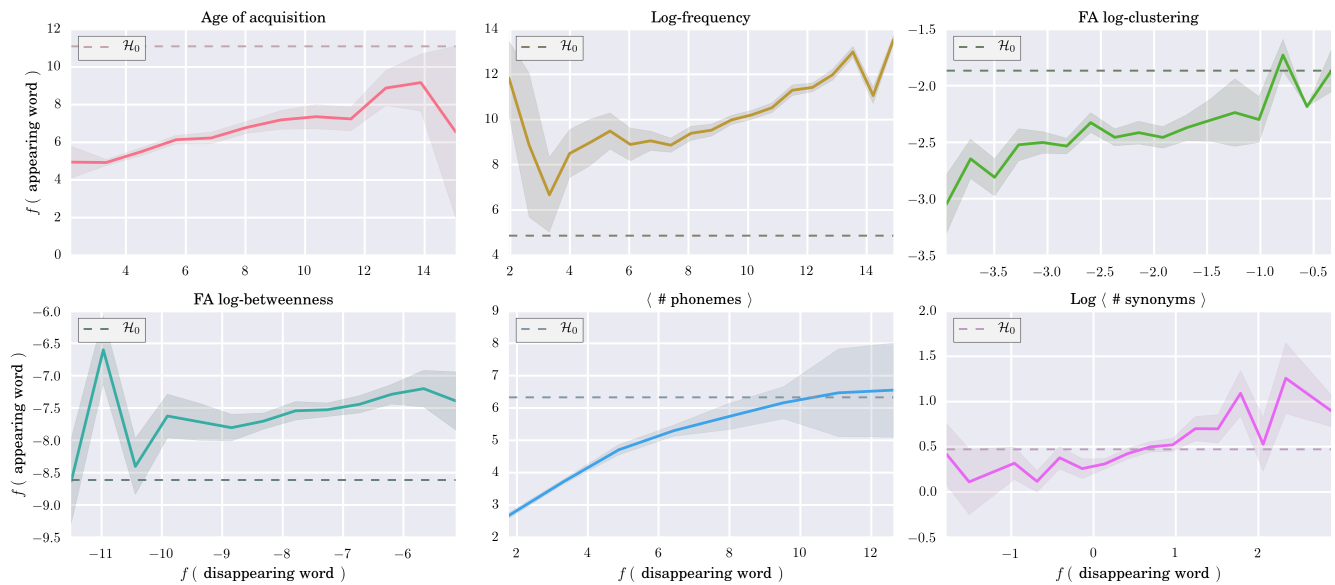 Age of acquisition
Log-frequency
FA log-clustering
ℋ₀
ℋ₀
ℋ₀
12
10
8
6
4
2
0
14
12
10
8
6
4
−1.5
−2.0
−2.5
−3.0
−3.5
f ( appearing word )
4 6 8 10 12 14
2 4 6 8 10 12 14
−3.5 −3.0 −2.5 −2.0 −1.5 −1.0 −0.5
FA log-betweenness
⟨ # phonemes ⟩
Log ⟨ # synonyms ⟩
ℋ₀
ℋ₀
ℋ₀
−6.0
−6.5
−7.0
−7.5
−8.0
−8.5
−9.0
−9.5
9
8
7
6
5
4
3
2
2.0
1.5
1.0
0.5
0.0
−0.5
f ( appearing word )
−11 −10 −9 −8 −7 −6
2 4 6 8 10 12
−1 0 1 2
f ( disappearing word )
f ( disappearing word )
f ( disappearing word )